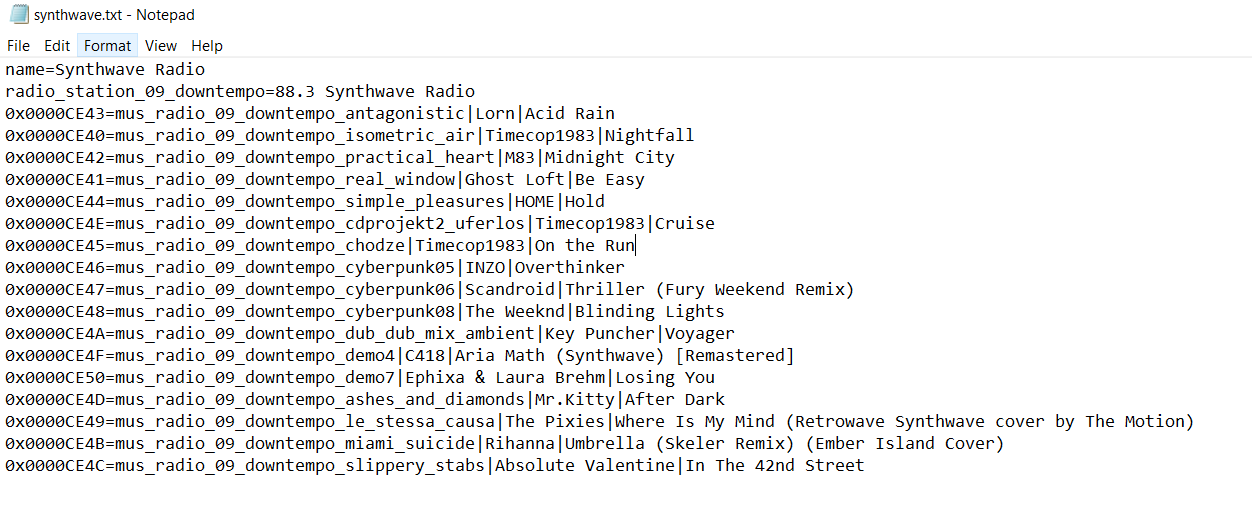 synthwave.txt - Notepad
File Edit Format View Help
name=Synthwave Radio
radio_station_09_downtempo=88.3 Synthwave Radio
0x0000CE43=mus_radio_09_downtempo_antagonistic|Lorn|Acid Rain
0x0000CE40=mus_radio_09_downtempo_isometric_air|Timecop1983|Nightfall
0x0000CE42=mus_radio_09_downtempo_practical_heart|M83|Midnight City
0x0000CE41=mus_radio_09_downtempo_real_window|Ghost Loft|Be Easy
0x0000CE44=mus_radio_09_downtempo_simple_pleasures|HOME|Hold
0x0000CE4E=mus_radio_09_downtempo_cdprojekt2_uferlos|Timecop1983|Cruise
0x0000CE45=mus_radio_09_downtempo_chodze|Timecop1983|On the Run
0x0000CE46=mus_radio_09_downtempo_cyberpunk05|INZO|Overthinker
0x0000CE47=mus_radio_09_downtempo_cyberpunk06|Scandroid|Thriller (Fury Weekend Remix)
0x0000CE48=mus_radio_09_downtempo_cyberpunk08|The Weeknd|Blinding Lights
0x0000CE4A=mus_radio_09_downtempo_dub_dub_mix_ambient|Key Puncher|Voyager
0x0000CE4F=mus_radio_09_downtempo_demo4|C418|Aria Math (Synthwave) [Remastered]
0x0000CE50=mus_radio_09_downtempo_demo7|Ephixa & Laura Brehm|Losing You
0x0000CE4D=mus_radio_09_downtempo_ashes_and_diamonds|Mr.Kitty|After Dark
0x0000CE49=mus_radio_09_downtempo_le_stessa_causa|The Pixies|Where Is My Mind (Retrowave Synthwave cover by The Motion)
0x0000CE4B=mus_radio_09_downtempo_miami_suicide|Rihanna|Umbrella (Skeler Remix) (Ember Island Cover)
0x0000CE4C=mus_radio_09_downtempo_slippery_stabs|Absolute Valentine|In The 42nd Street